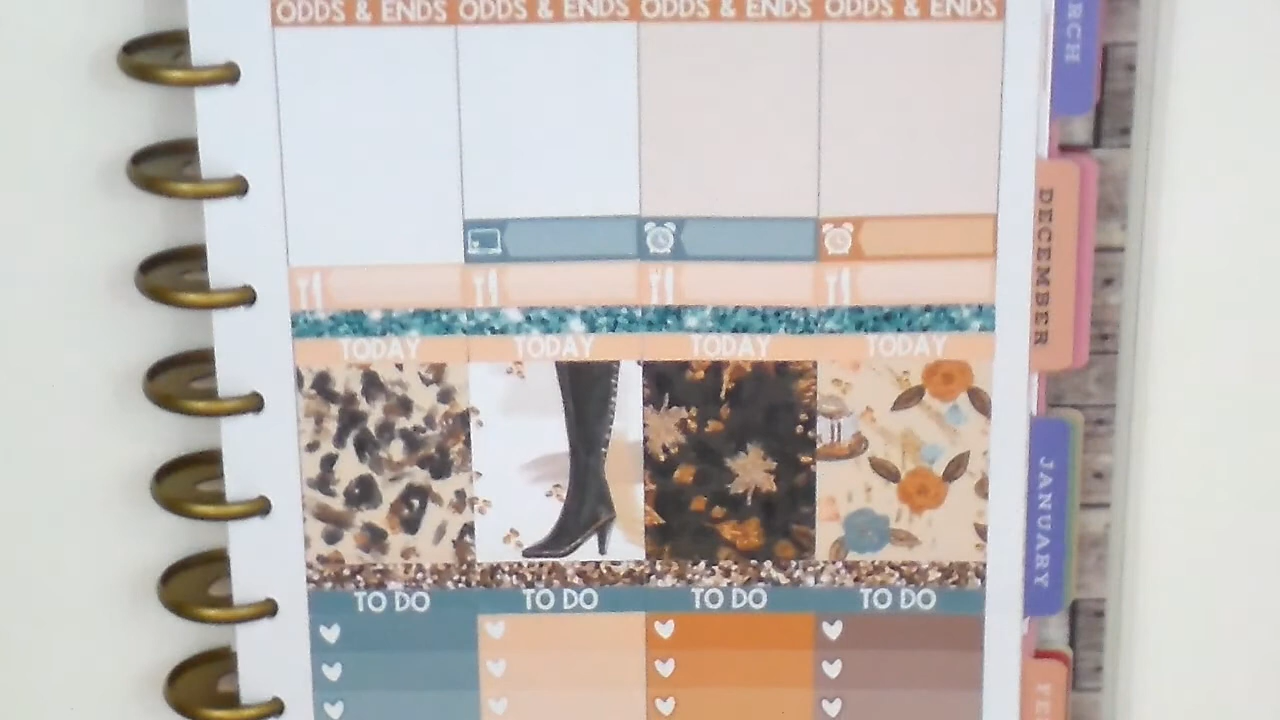 ODDS & ENDS ODDS & ENDS ODDS & ENDS ODDS & ENDS
TODAY TODAY TODAY TODAY
TO DO TO DO TO DO TO DO
DECEMBER
JANUARY